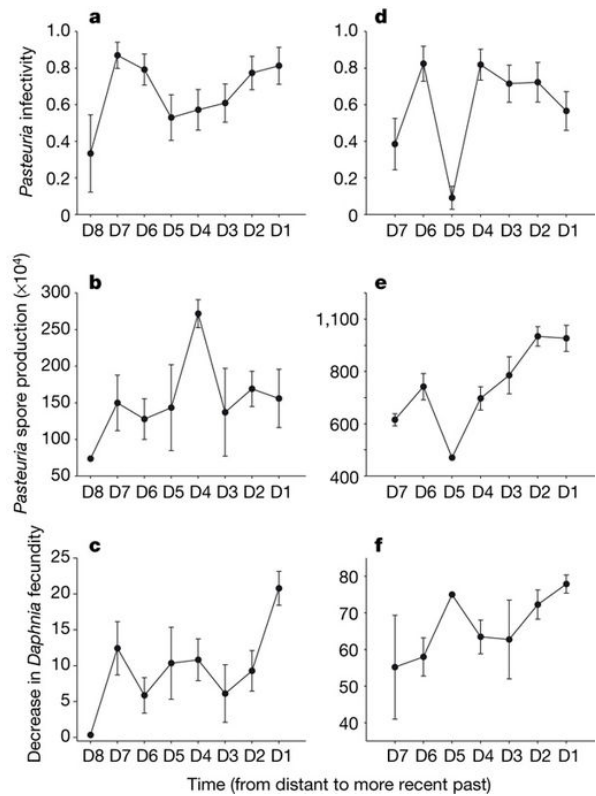 a
Pasteuria infectivity
1.0
0.8
0.6
0.4
0.2
0
D8 D7 D6 D5 D4 D3 D2 D1
d
1.0
0.8
0.6
0.4
0.2
0
D7 D6 D5 D4 D3 D2 D1
b
Pasteuria spore production (×10⁴)
300
250
200
150
100
50
D8 D7 D6 D5 D4 D3 D2 D1
e
1,100
800
600
400
D7 D6 D5 D4 D3 D2 D1
c
Decrease in Daphnia fecundity
25
20
15
10
5
0
D8 D7 D6 D5 D4 D3 D2 D1
f
80
70
60
50
40
D7 D6 D5 D4 D3 D2 D1
Time (from distant to more recent past)